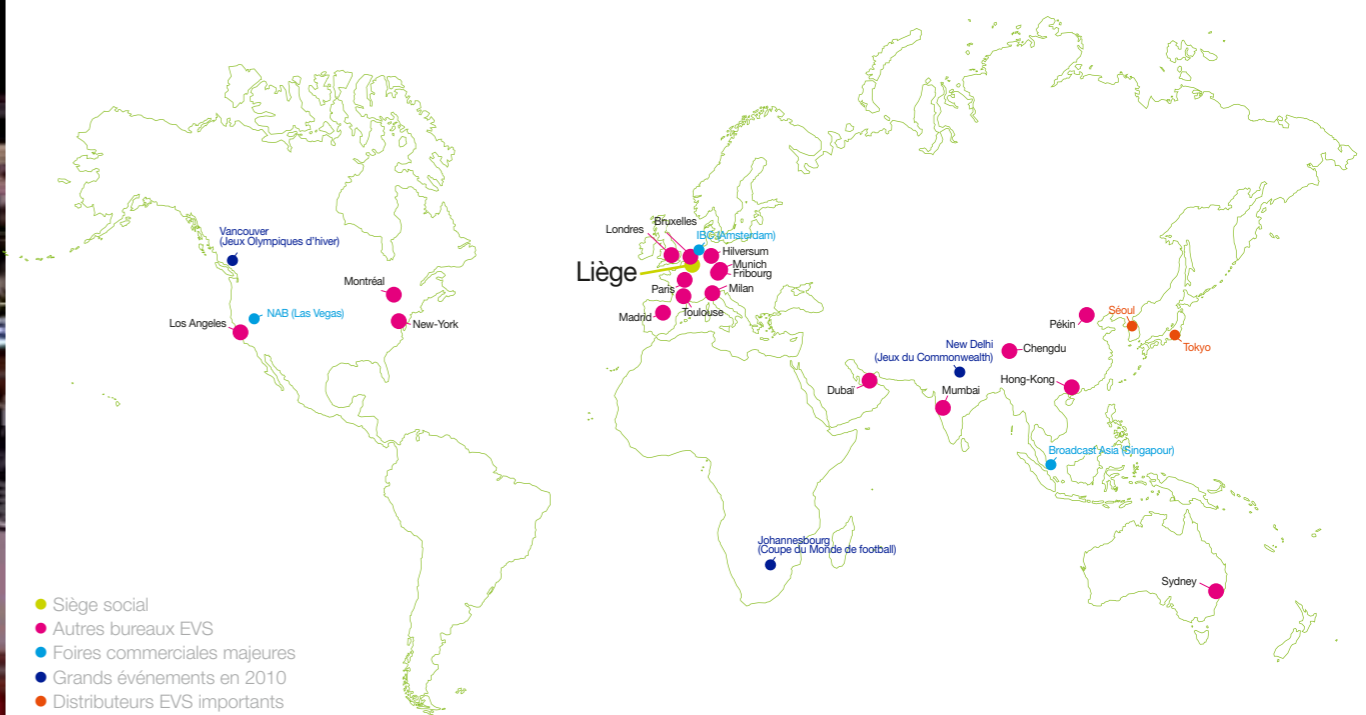 Vancouver
(Jeux Olympiques d'hiver)
Montréal
NAB (Las Vegas)
Los Angeles
New-York
Bruxelles
Londres
IBC (Amsterdam)
Hilversum
Liège
Munich
Fribourg
Paris
Milan
Toulouse
Madrid
Séoul
Pékin
Tokyo
New Delhi
(Jeux du Commonwealth)
Chengdu
Dubaï
Mumbai
Hong-Kong
Broadcast Asia (Singapour)
Johannesbourg
(Coupe du Monde de football)
Sydney
Siège social
Autres bureaux EVS
Foires commerciales majeures
Grands événements en 2010
Distributeurs EVS importants